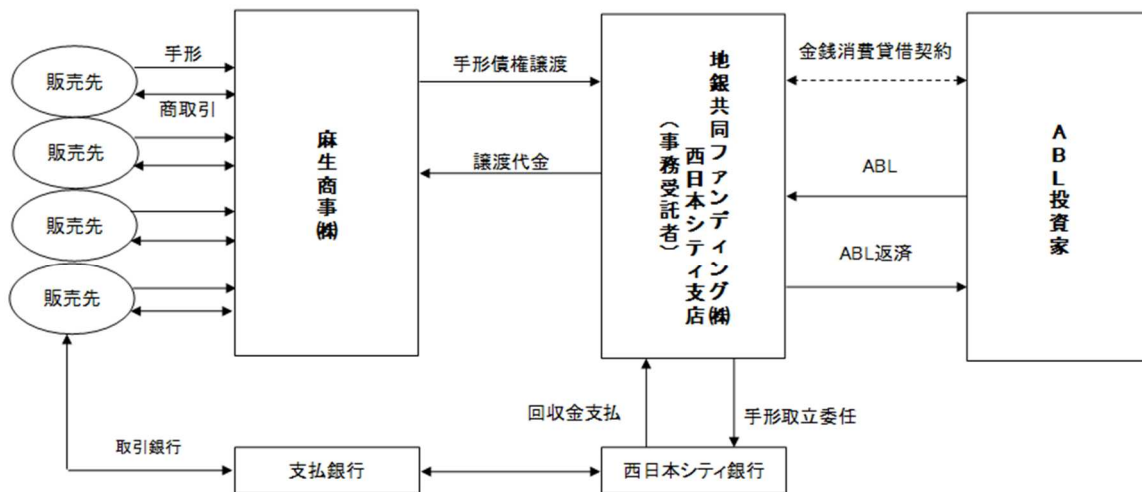 販売先
販売先
販売先
販売先
手形
商取引
麻生商事㈱
手形債権譲渡
譲渡代金
地銀共同ファンディング㈱
西日本シティ支店
（事務受託者）
金銭消費貸借契約
ABL
ABL返済
ABL投資家
回収金支払
手形取立委任
取引銀行
支払銀行
西日本シティ銀行